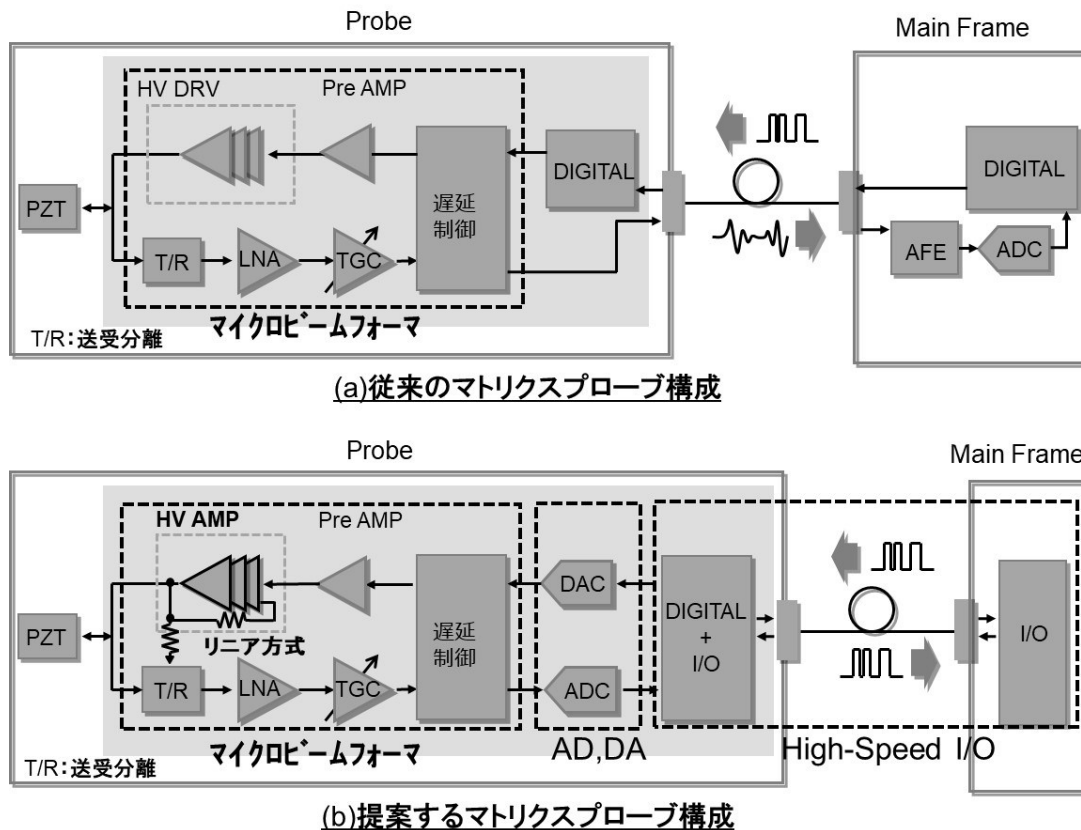 Probe
Main Frame
HV DRV
Pre AMP
PZT
遅延
制御
DIGITAL
DIGITAL
T/R
LNA
TGC
AFE
ADC
マイクロビームフォーマ
T/R:送受分離
(a)従来のマトリクスプローブ構成
Probe
Main Frame
HV AMP
Pre AMP
DAC
PZT
リニア方式
遅延
制御
DIGITAL
+
I/O
I/O
T/R
LNA
TGC
ADC
マイクロビームフォーマ
AD,DA
High-Speed I/O
T/R:送受分離
(b)提案するマトリクスプローブ構成